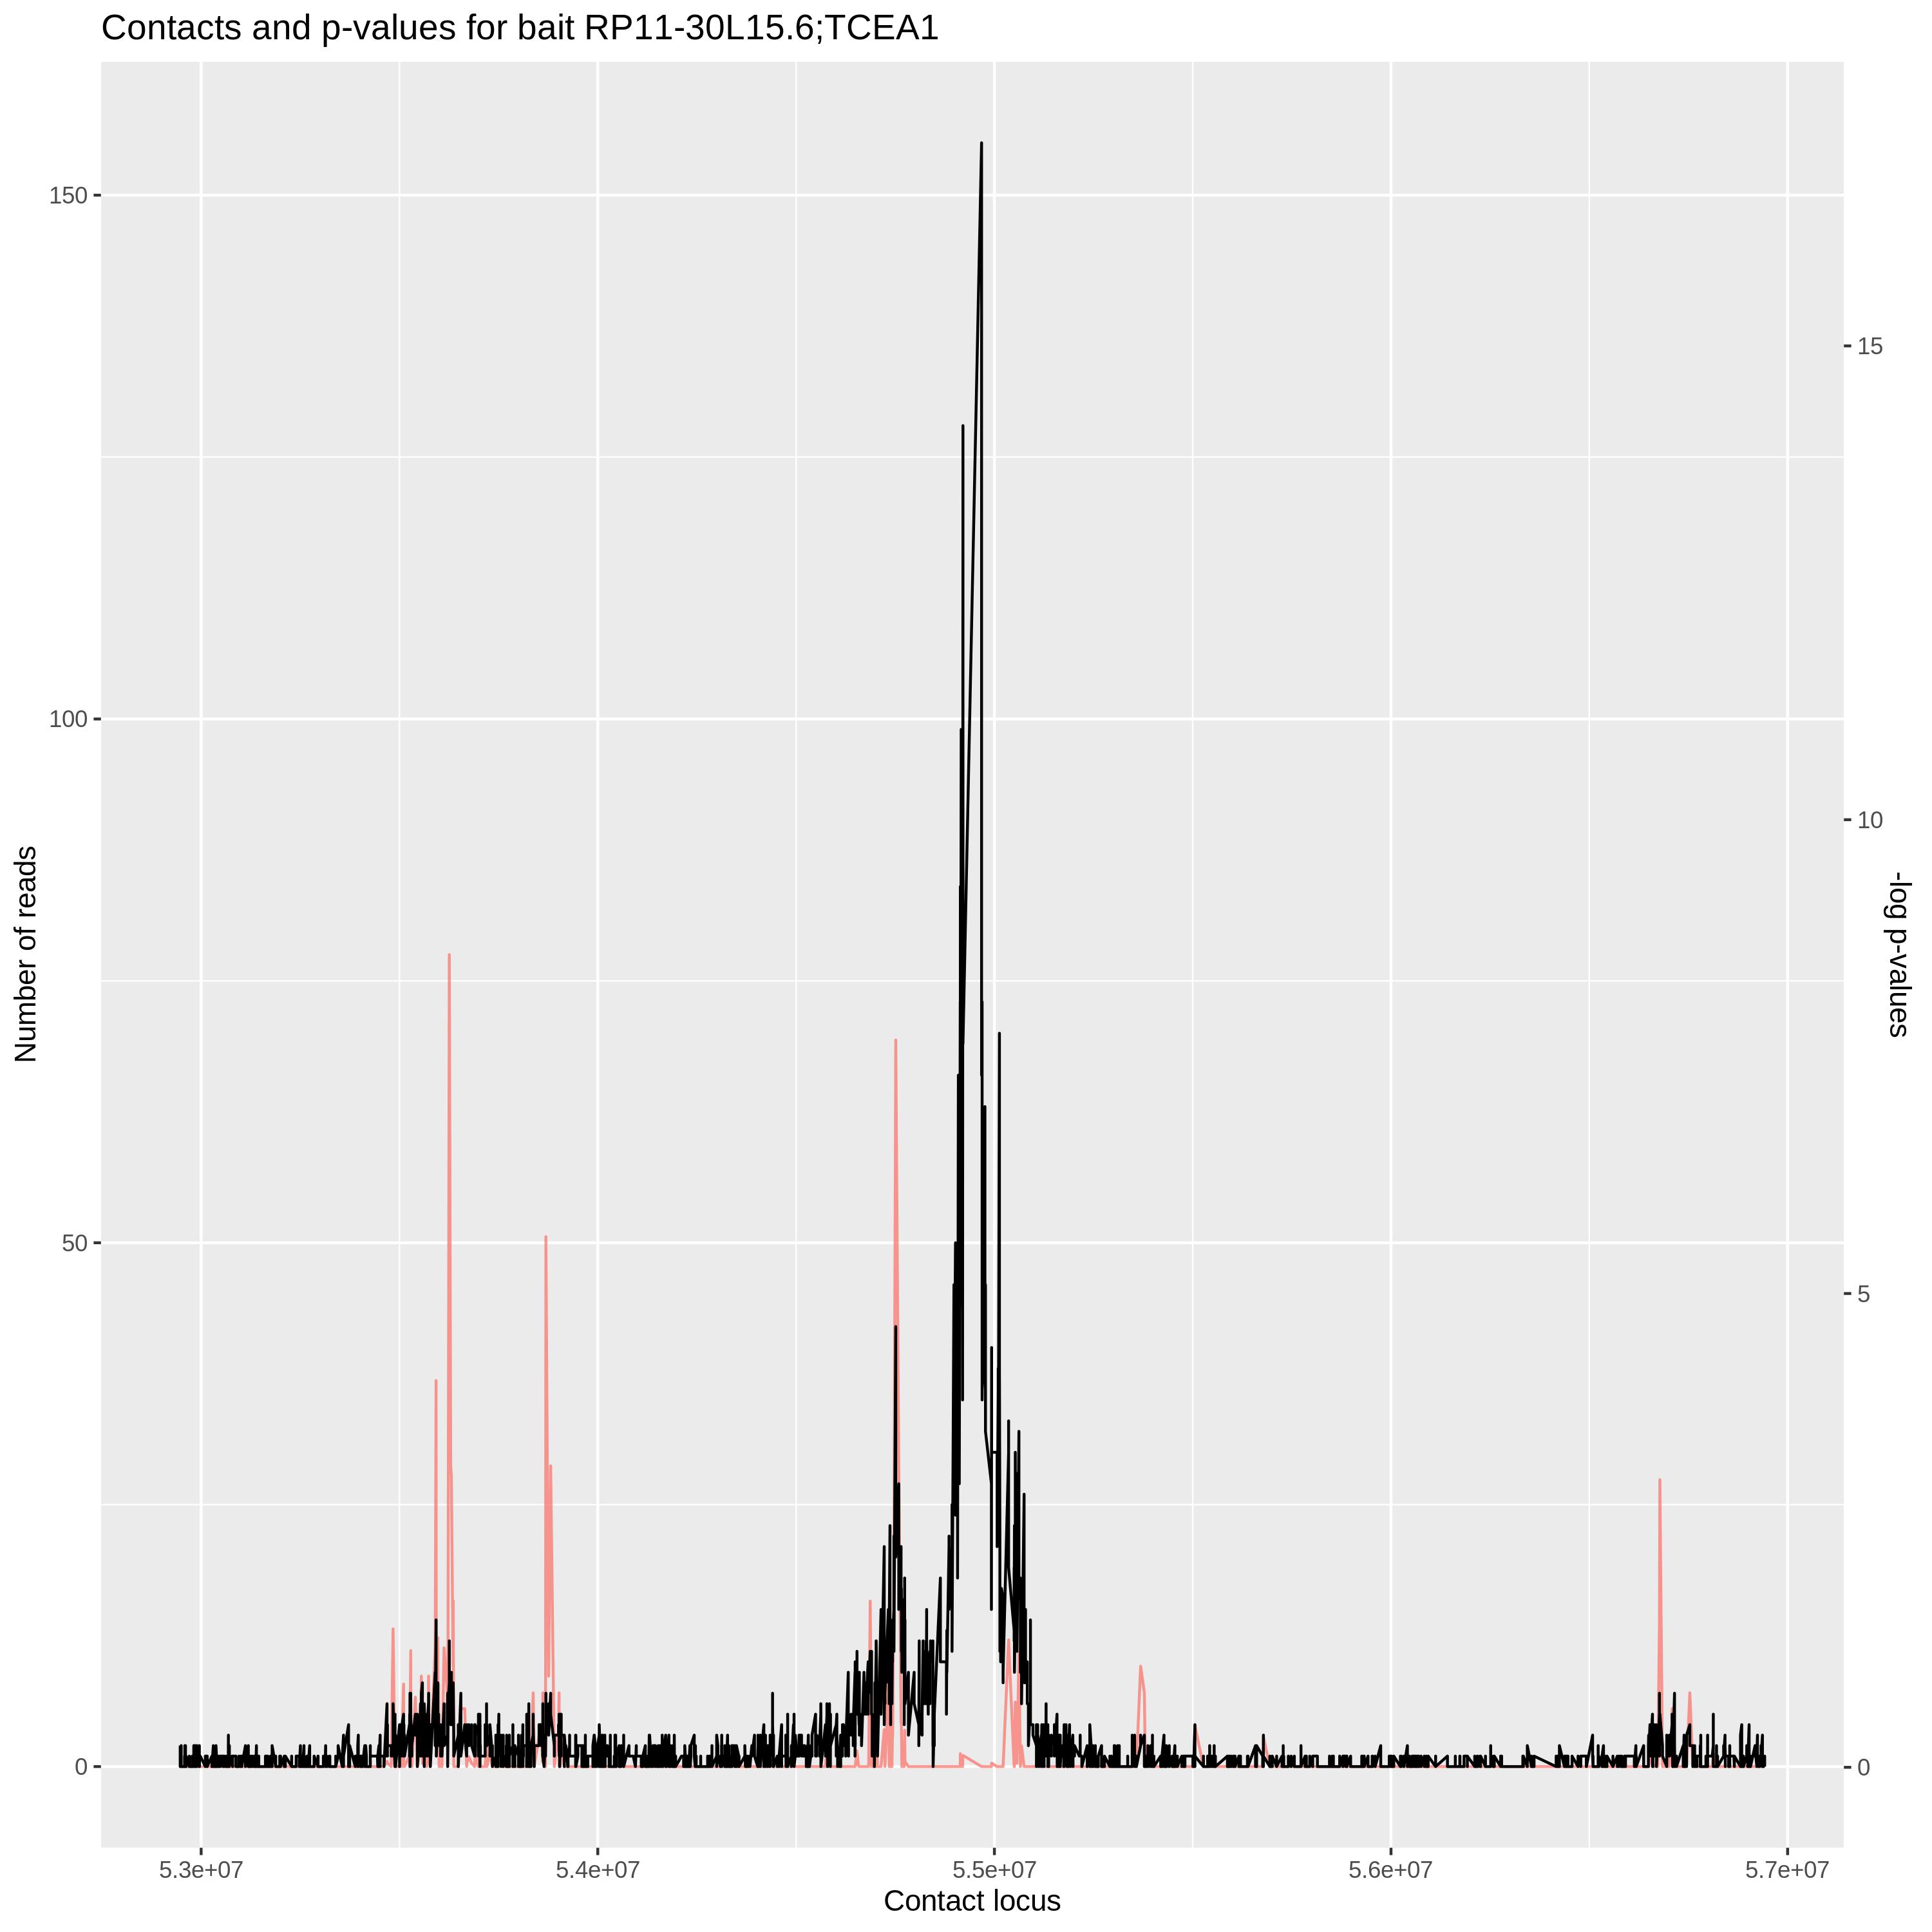 Contacts and p-values for bait RP11-30L15.6;TCEA1
150
100
50
0
Number of reads
15
10
5
0
-log p-values
5.3e+07
5.4e+07
5.5e+07
5.6e+07
5.7e+07
Contact locus